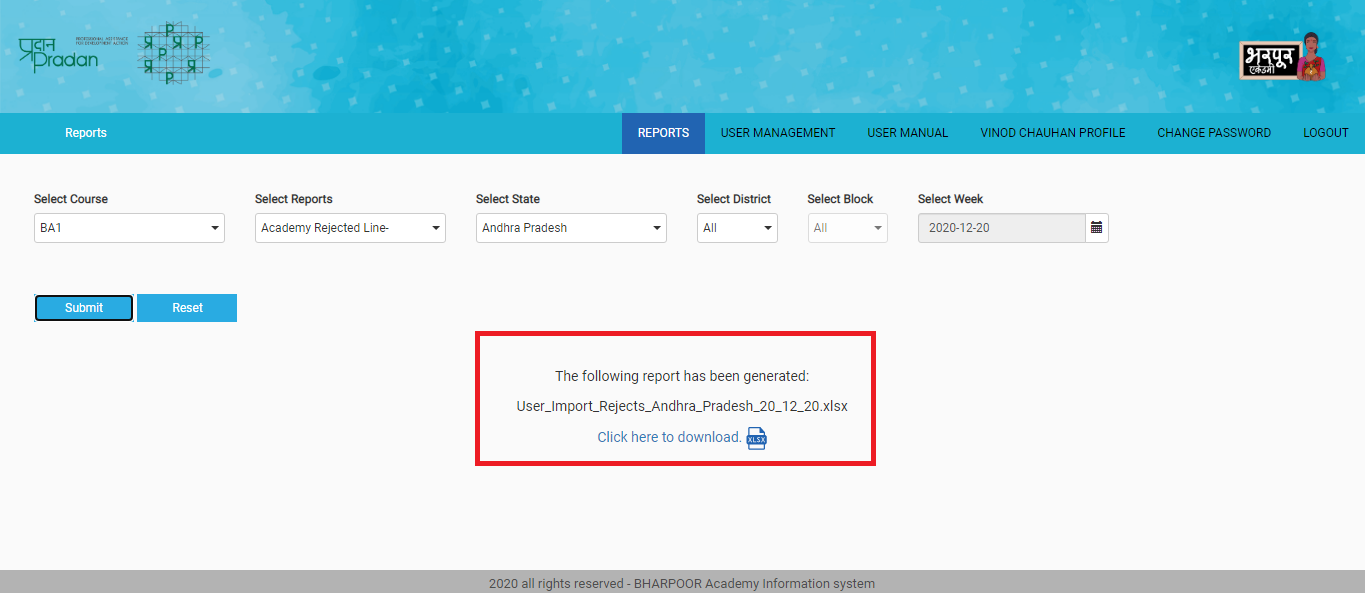 प्रदान
Pradan
PROFESSIONAL ASSISTANCE
FOR DEVELOPMENT ACTION
P
P
P
P
P
भरपूर
एकेडमी
Reports
REPORTS
USER MANAGEMENT
USER MANUAL
VINOD CHAUHAN PROFILE
CHANGE PASSWORD
LOGOUT
Select Course
Select Reports
Select State
Select District
Select Block
Select Week
BA1
Academy Rejected Line-
Andhra Pradesh
All
All
2020-12-20
Submit
Reset
The following report has been generated:
User_Import_Rejects_Andhra_Pradesh_20_12_20.xlsx
Click here to download.
XLSX
2020 all rights reserved - BHARPOOR Academy Information system